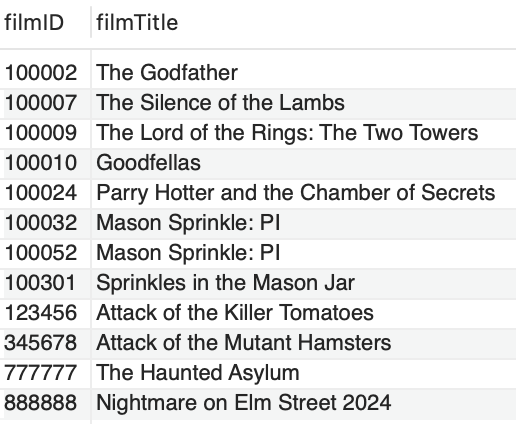 filmID filmTitle
100002 The Godfather
100007 The Silence of the Lambs
100009 The Lord of the Rings: The Two Towers
100010 Goodfellas
100024 Parry Hotter and the Chamber of Secrets
100032 Mason Sprinkle: PI
100052 Mason Sprinkle: PI
100301 Sprinkles in the Mason Jar
123456 Attack of the Killer Tomatoes
345678 Attack of the Mutant Hamsters
777777 The Haunted Asylum
888888 Nightmare on Elm Street 2024